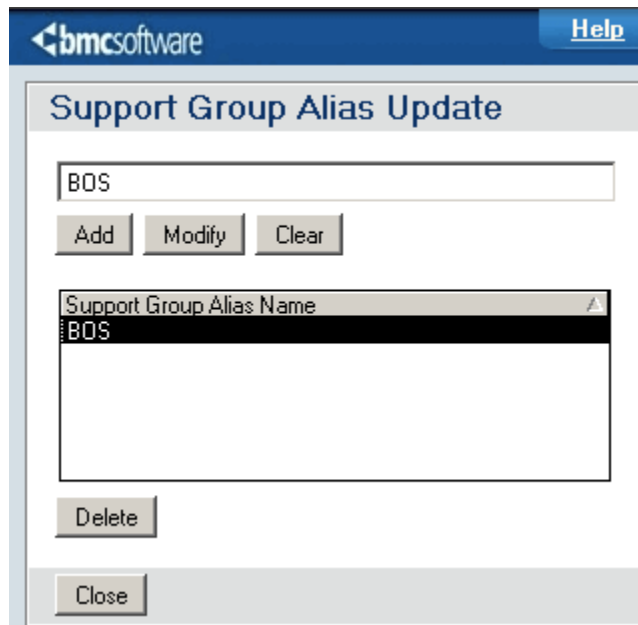 bmcsoftware
Help
Support Group Alias Update
BOS
Add Modify Clear
Support Group Alias Name
BOS
Delete
Close